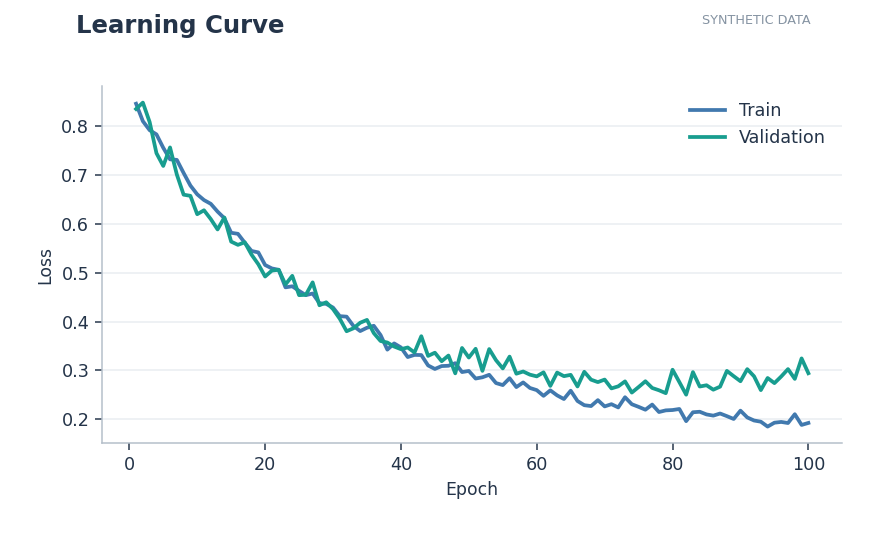 Learning Curve
SYNTHETIC DATA
Train
Validation
0.8
0.7
0.6
0.5
0.4
0.3
0.2
Loss
0 20 40 60 80 100
Epoch